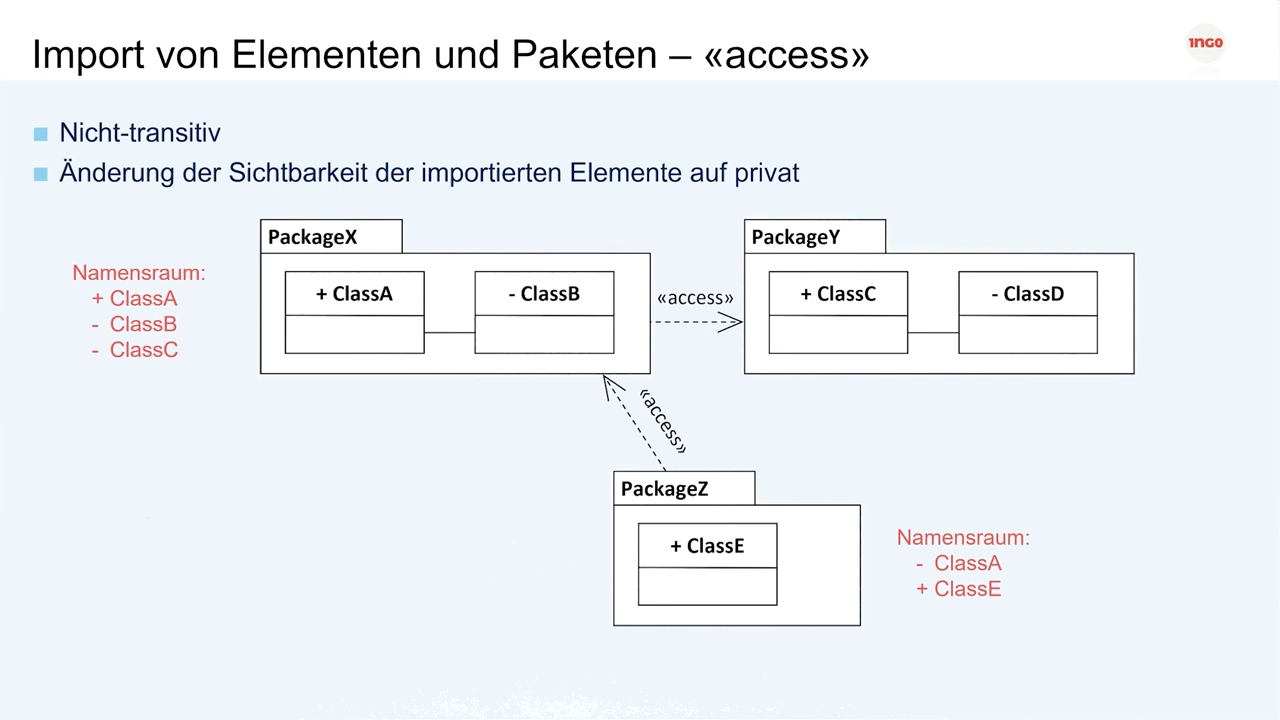 Import von Elementen und Paketen – «access»
1NGO
Nicht-transitiv
Änderung der Sichtbarkeit der importierten Elemente auf privat
PackageX
PackageY
Namensraum:
+ ClassA
- ClassB
- ClassC
+ ClassA
- ClassB
«access»
+ ClassC
- ClassD
«access»
PackageZ
+ ClassE
Namensraum:
- ClassA
+ ClassE